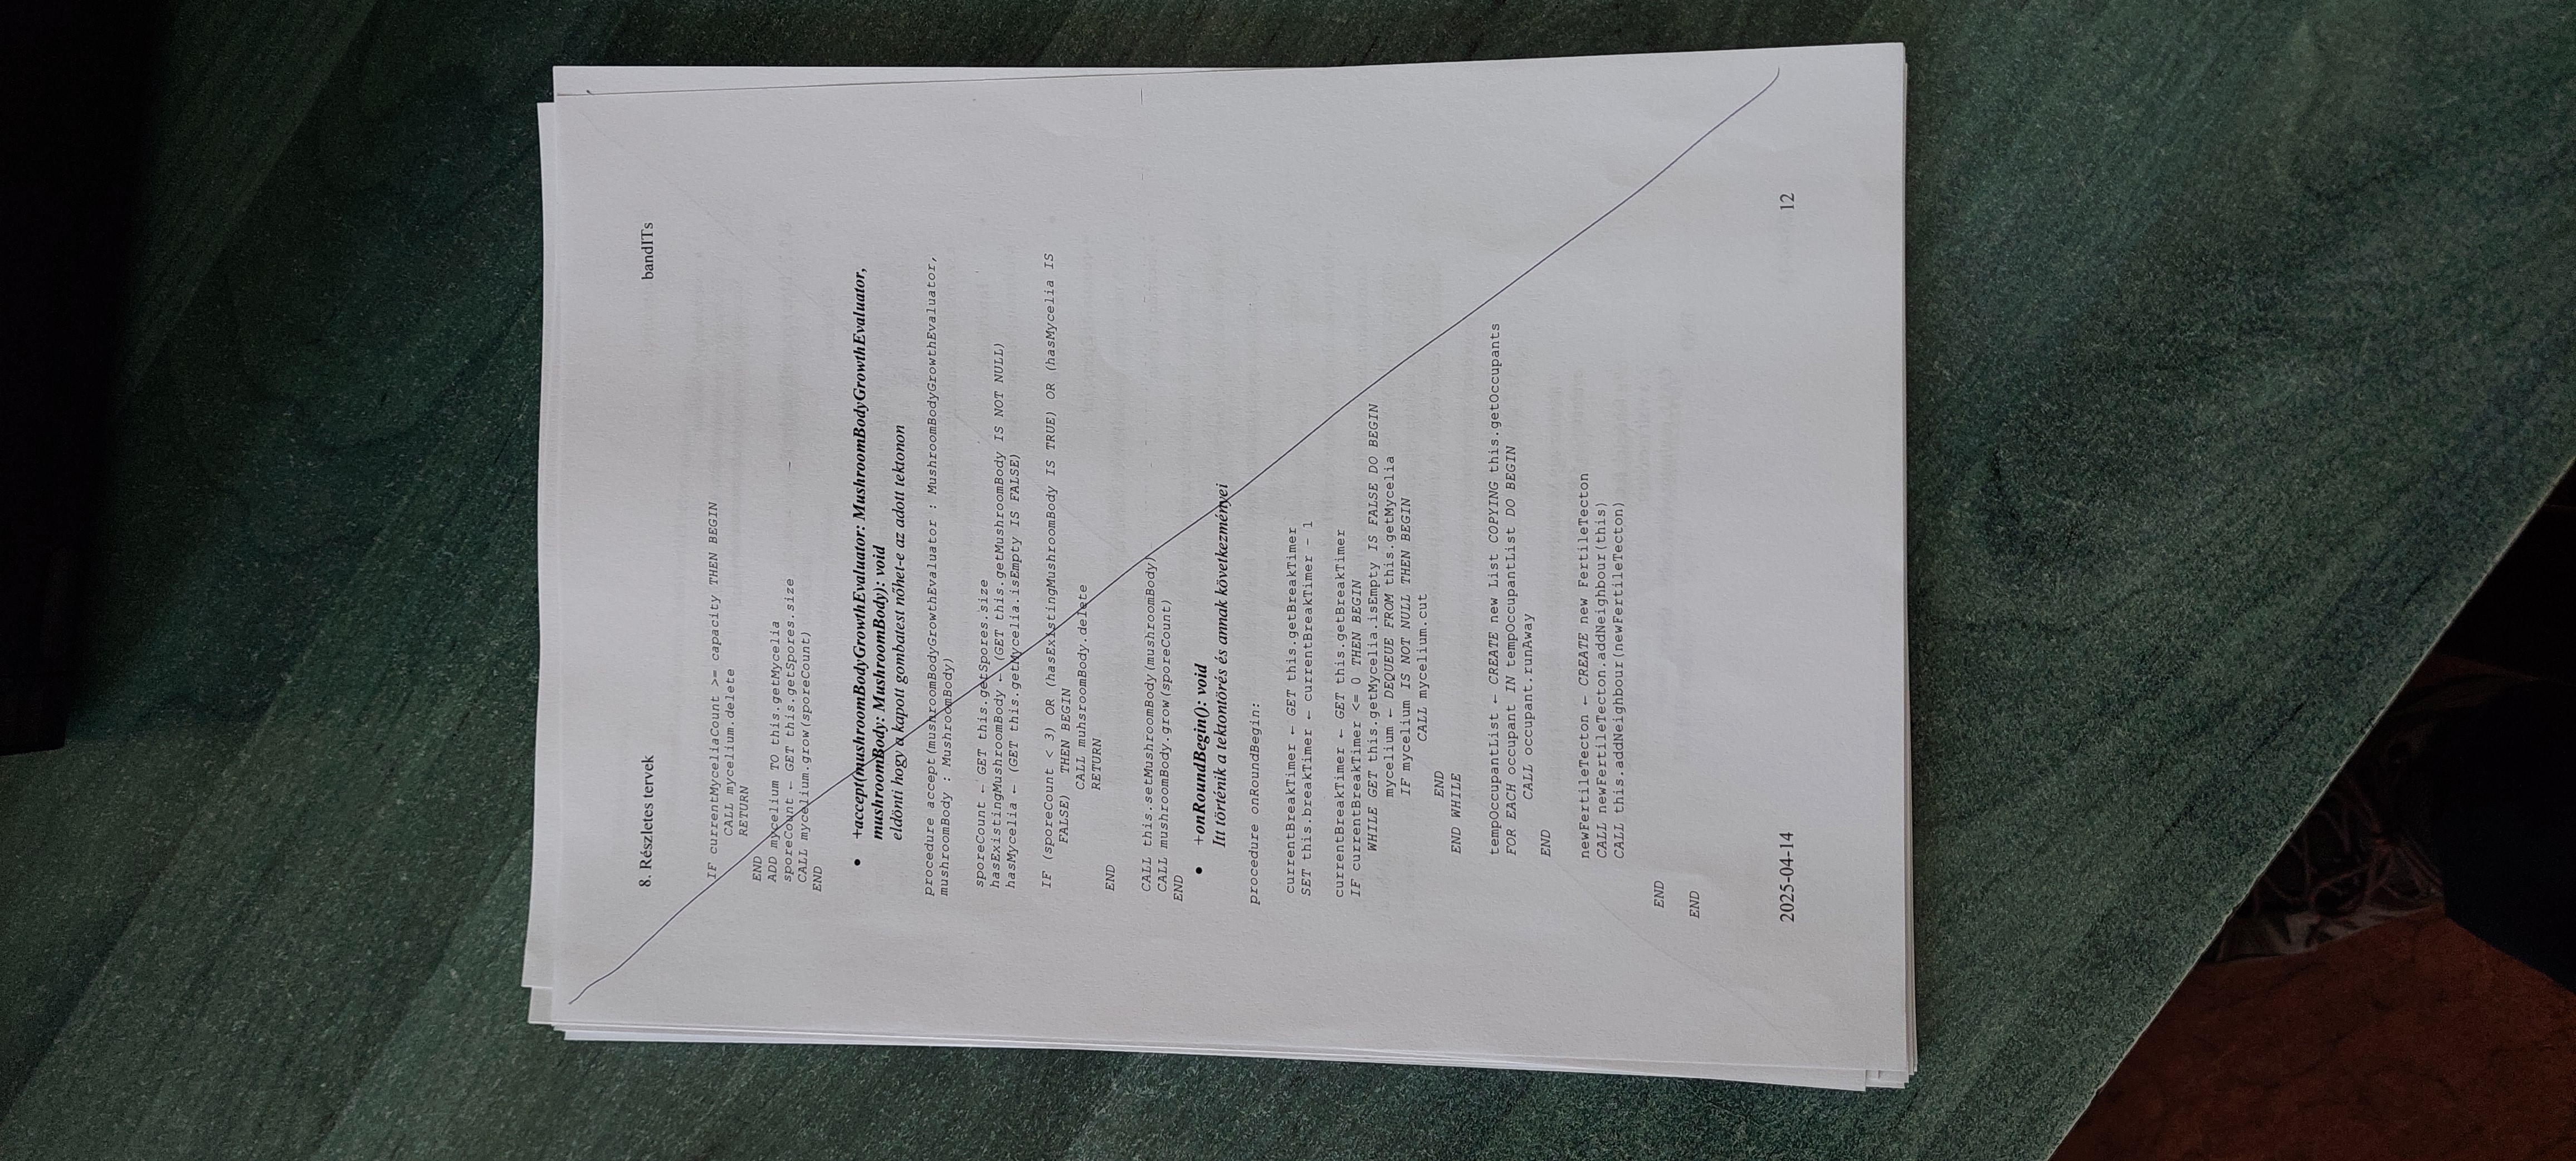 8. Részletes tervek bandITs
IF currentMyceliaCount >= capacity THEN BEGIN
CALL mycelium.delete
RETURN
END
ADD mycelium TO this.getMycelia
sporeCount ← GET this.getSpores.size
CALL mycelium.grow(sporeCount)
END
• +accept(mushroomBodyGrowthEvaluator: MushroomBodyGrowthEvaluator,
mushroomBody: MushroomBody): void
eldönti hogy a kapott gombatest nőhet-e az adott tektonon
procedure accept(mushroomBodyGrowthEvaluator : MushroomBodyGrowthEvaluator,
mushroomBody : MushroomBody)
sporeCount ← GET this.getSpores.size
hasExistingMushroomBody ← (GET this.getMushroomBody IS NOT NULL)
hasMycelia ← (GET this.getMycelia.isEmpty IS FALSE)
IF (sporeCount < 3) OR (hasExistingMushroomBody IS TRUE) OR (hasMycelia IS
FALSE) THEN BEGIN
CALL muhsroomBody.delete
RETURN
END
CALL this.setMushroomBody(mushroomBody)
CALL mushroomBody.grow(sporeCount)
END
• +onRoundBegin(): void
Itt történik a tektontörés és annak következményei
procedure onRoundBegin:
currentBreakTimer ← GET this.getBreakTimer
SET this.breakTimer ← currentBreakTimer - 1
currentBreakTimer ← GET this.getBreakTimer
IF currentBreakTimer <= 0 THEN BEGIN
WHILE GET this.getMycelia.isEmpty IS FALSE DO BEGIN
mycelium ← DEQUEUE FROM this.getMycelia
IF mycelium IS NOT NULL THEN BEGIN
CALL mycelium.cut
END
END WHILE
tempOccupantList ← CREATE new List COPYING this.getOccupants
FOR EACH occupant IN tempOccupantList DO BEGIN
CALL occupant.runAway
END
newFertileTecton ← CREATE new FertileTecton
CALL newFertileTecton.addNeighbour(this)
CALL this.addNeighbour(newFertileTecton)
END
END
2025-04-14 12